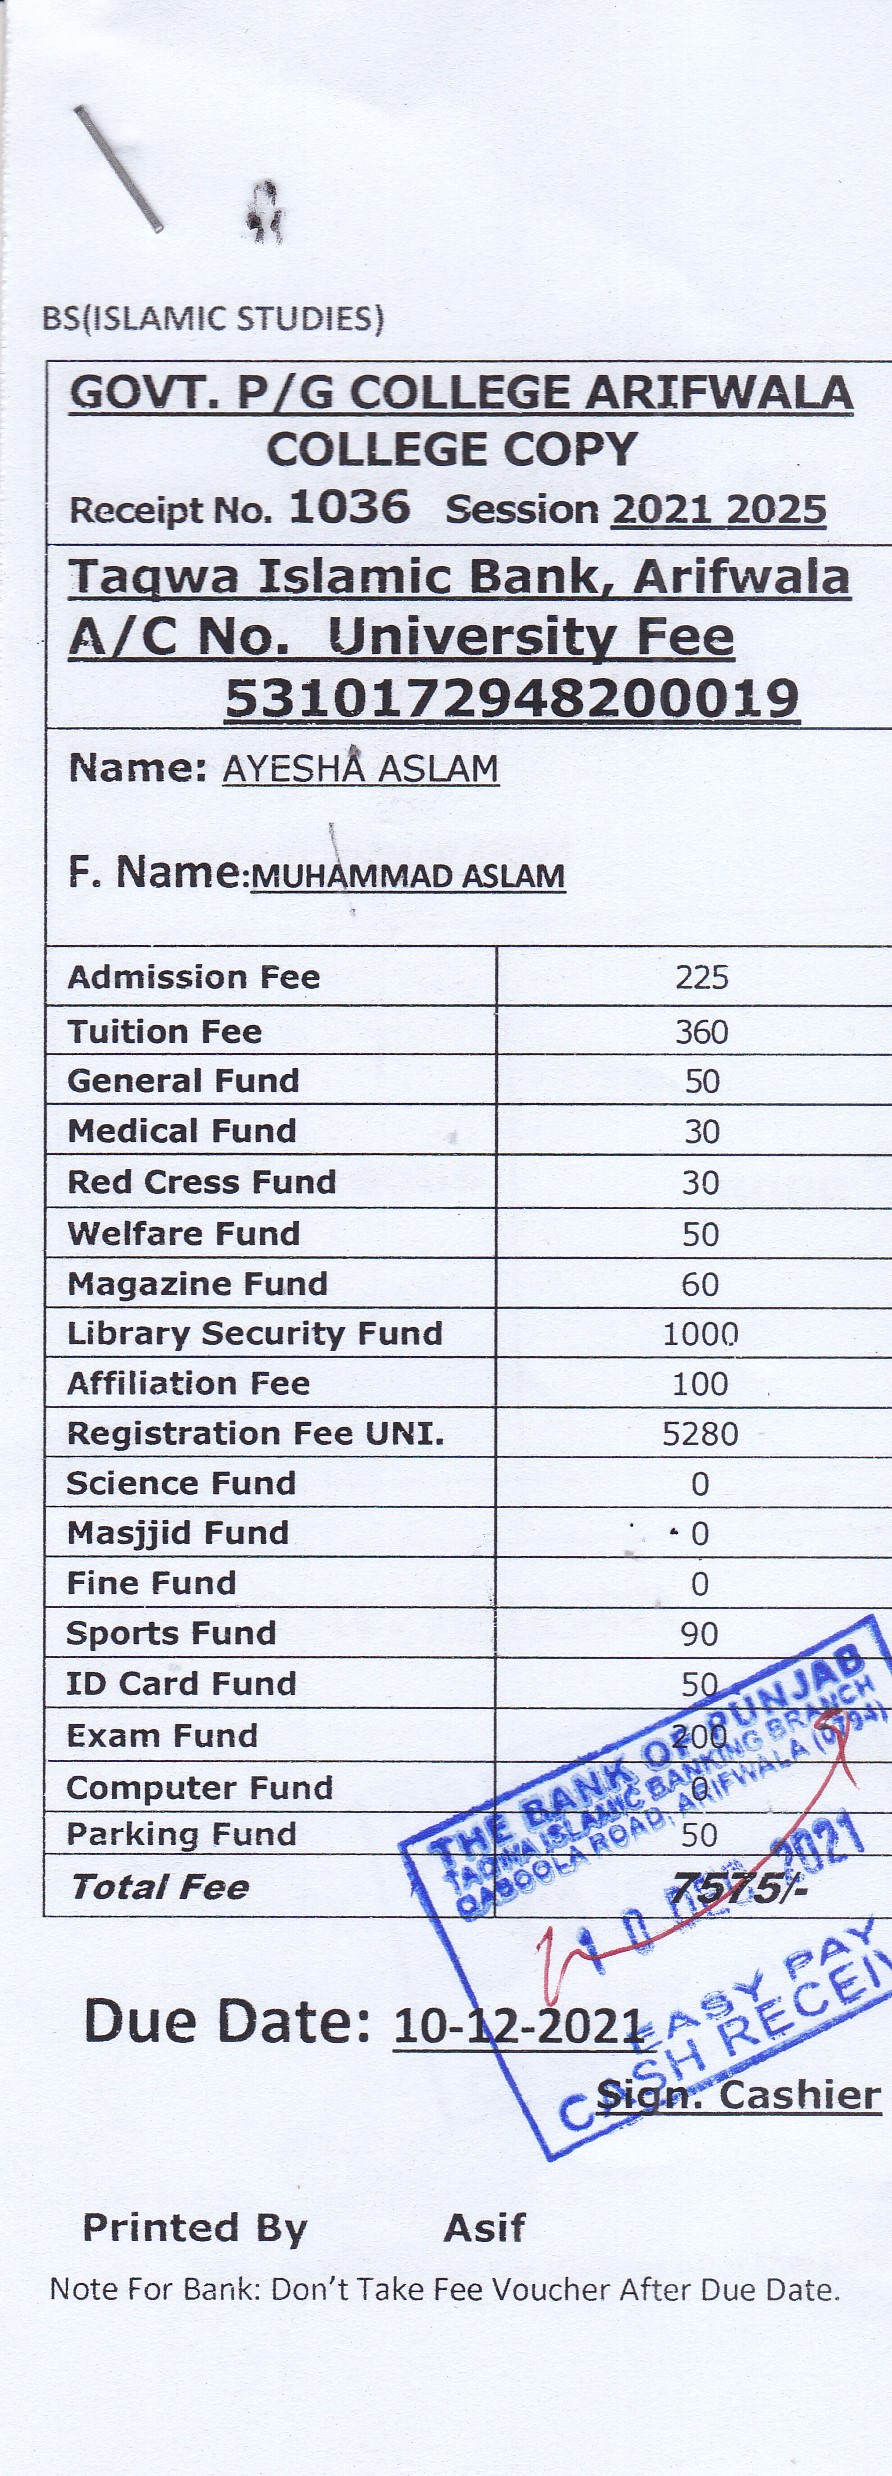 BS(ISLAMIC STUDIES)
GOVT. P/G COLLEGE ARIFWALA
COLLEGE COPY
Receipt No. 1036 Session 2021 2025
Taqwa Islamic Bank, Arifwala
A/C No. University Fee
5310172948200019
Name: AYESHA ASLAM
F. Name:MUHAMMAD ASLAM
Admission Fee 225
Tuition Fee 360
General Fund 50
Medical Fund 30
Red Cress Fund 30
Welfare Fund 50
Magazine Fund 60
Library Security Fund 1000
Affiliation Fee 100
Registration Fee UNI. 5280
Science Fund 0
Masjjid Fund 0
Fine Fund 0
Sports Fund 90
ID Card Fund 50
Exam Fund 200
Computer Fund 0
Parking Fund 50
Total Fee 7575/-
THE BANK OF PUNJAB
TAQWA ISLAMIC BANKING BRANCH
QABOOLA ROAD, ARIFWALA (0794)
10 DEC 2021
EASY PAY
CASH RECEIV
Due Date: 10-12-2021
Sign. Cashier
Printed By Asif
Note For Bank: Don't Take Fee Voucher After Due Date.